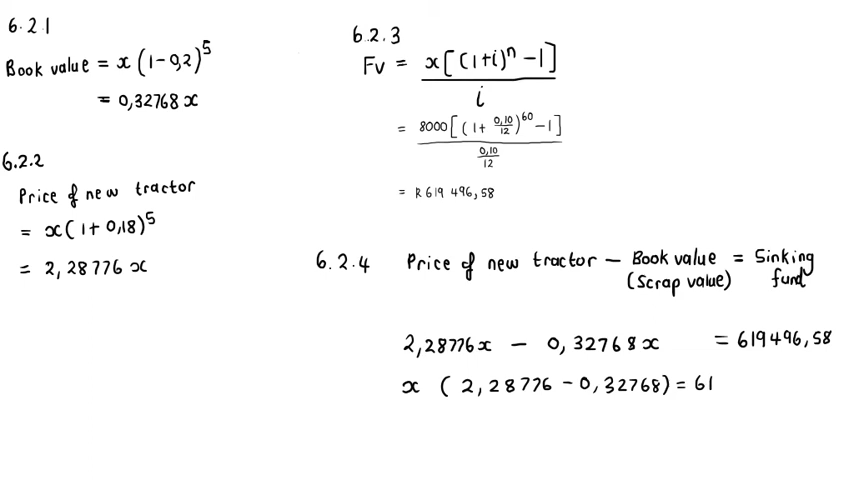 6.2.1
Book value = x(1-0,2)^5
= 0,32768x
6.2.2
Price of new tractor
= x(1+0,18)^5
= 2,28776x
6.2.3
Fv = x[(1+i)^n -1]
i
= 8000[(1+ 0,10/12)^60 -1]
0,10/12
= R619 496,58
6.2.4 Price of new tractor - Book value = Sinking
(Scrap value) fund
2,28776x - 0,32768x = 619496,58
x (2,28776 - 0,32768) = 61